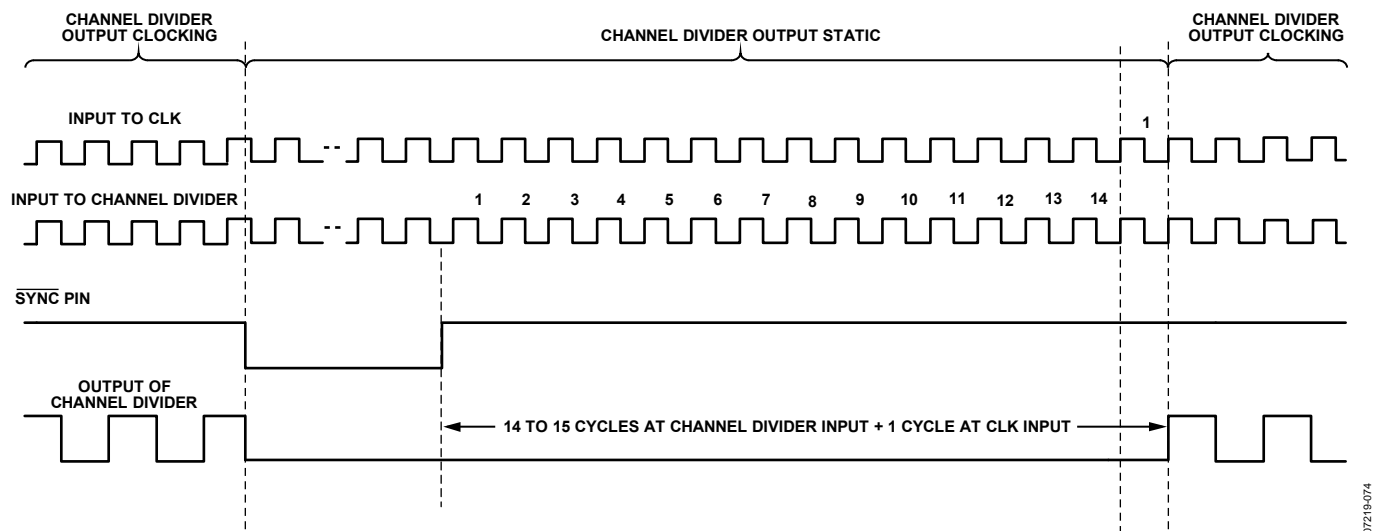 CHANNEL DIVIDER
OUTPUT CLOCKING
CHANNEL DIVIDER OUTPUT STATIC
CHANNEL DIVIDER
OUTPUT CLOCKING
INPUT TO CLK
1
INPUT TO CHANNEL DIVIDER
1 2 3 4 5 6 7 8 9 10 11 12 13 14
SYNC PIN
OUTPUT OF
CHANNEL DIVIDER
14 TO 15 CYCLES AT CHANNEL DIVIDER INPUT + 1 CYCLE AT CLK INPUT
07219-074